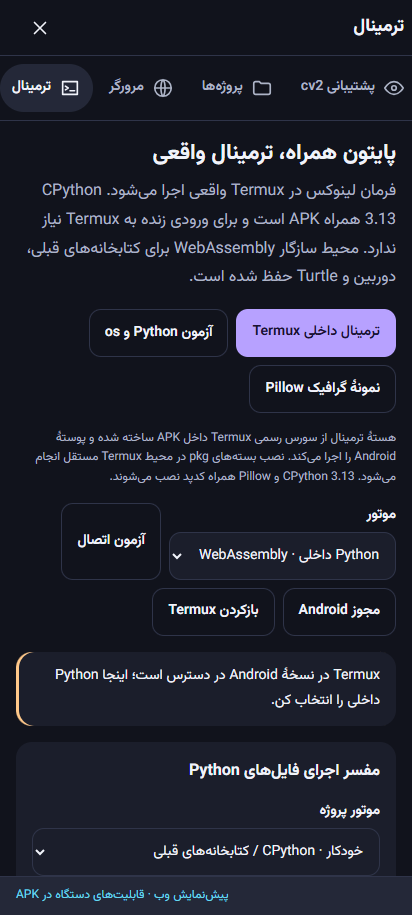 ترمینال
پشتیبانی cv2
پروژه‌ها
مرورگر
ترمینال
پایتون همراه، ترمینال واقعی
فرمان لینوکس در Termux واقعی اجرا می‌شود. CPython
3.13 همراه APK است و برای ورودی زنده به Termux نیاز
ندارد. محیط سازگار WebAssembly برای کتابخانه‌های قبلی،
دوربین و Turtle حفظ شده است.
ترمینال داخلی Termux
آزمون Python و os
نمونهٔ گرافیک Pillow
هستهٔ ترمینال از سورس رسمی Termux داخل APK ساخته شده و پوستهٔ
Android را اجرا می‌کند. نصب بسته‌های pkg در محیط Termux مستقل انجام
می‌شود. CPython 3.13 و Pillow همراه کدپد نصب می‌شوند.
موتور
Python داخلی · WebAssembly
آزمون اتصال
مجوز Android
بازکردن Termux
Termux در نسخهٔ Android در دسترس است؛ اینجا Python
داخلی را انتخاب کن.
مفسر اجرای فایل‌های Python
موتور پروژه
خودکار · CPython / کتابخانه‌های قبلی
پیش‌نمایش وب · قابلیت‌های دستگاه در APK